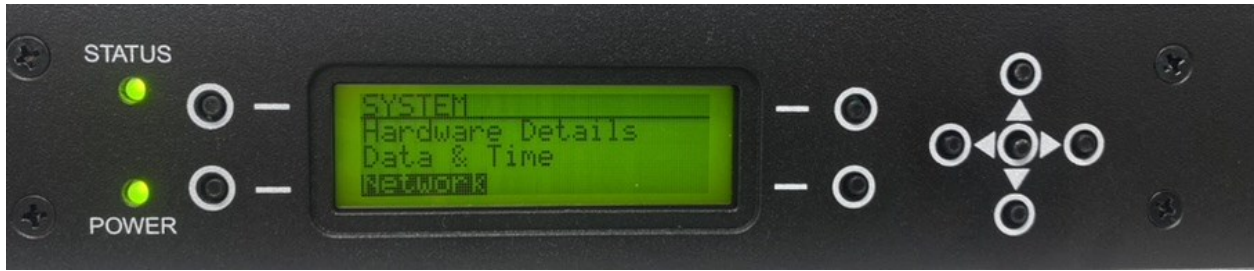 STATUS
SYSTEM
Hardware Details
Data & Time
Network
POWER